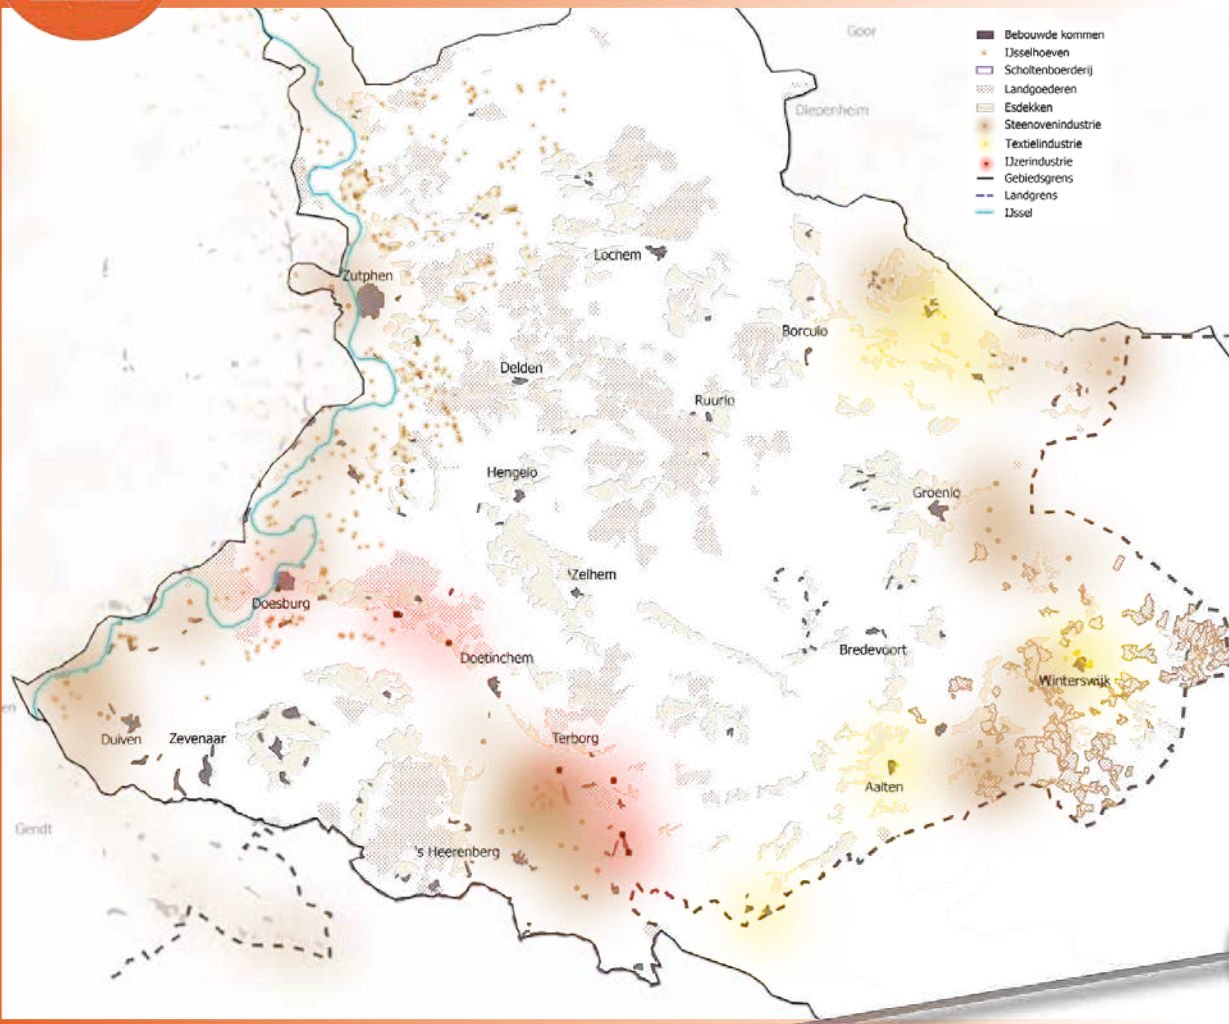 Goor
Bebouwde kommen
IJsselhoeven
Scholtenboerderij
Landgoederen
Esdekken
Steenovenindustrie
Textielindustrie
IJzerindustrie
Gebiedsgrens
Landgrens
IJssel
Diepenheim
Lochem
Zutphen
Borculo
Delden
Ruurlo
Hengelo
Groenlo
Zelhem
Doesburg
Bredevoort
Doetinchem
Winterswijk
en
Duiven
Zevenaar
Terborg
Aalten
Gendt
's Heerenberg